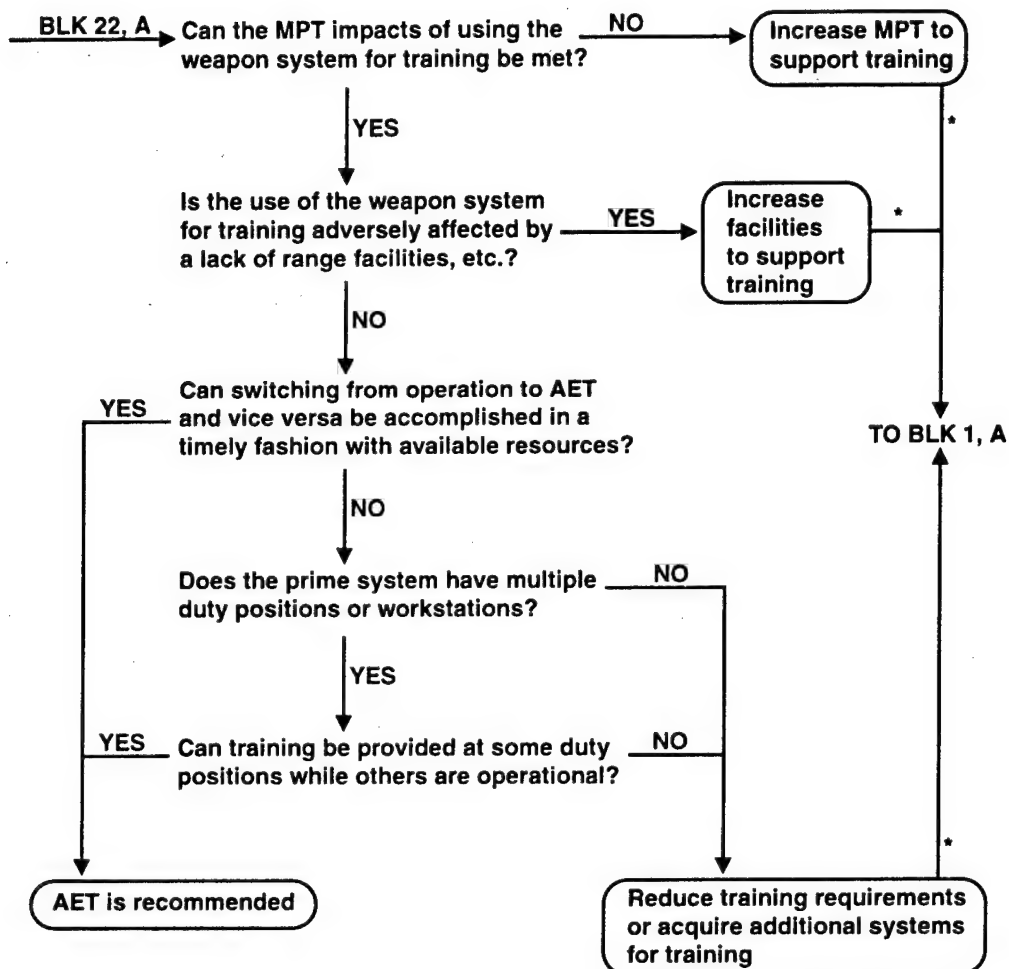 BLK 22, A
Can the MPT impacts of using the
weapon system for training be met?
NO
Increase MPT to
support training
*
YES
Is the use of the weapon system
for training adversely affected by
a lack of range facilities, etc.?
YES
Increase
facilities
to support
training
*
NO
YES
Can switching from operation to AET
and vice versa be accomplished in a
timely fashion with available resources?
TO BLK 1, A
NO
Does the prime system have multiple
duty positions or workstations?
NO
YES
YES
Can training be provided at some duty
positions while others are operational?
NO
*
AET is recommended
Reduce training requirements
or acquire additional systems
for training